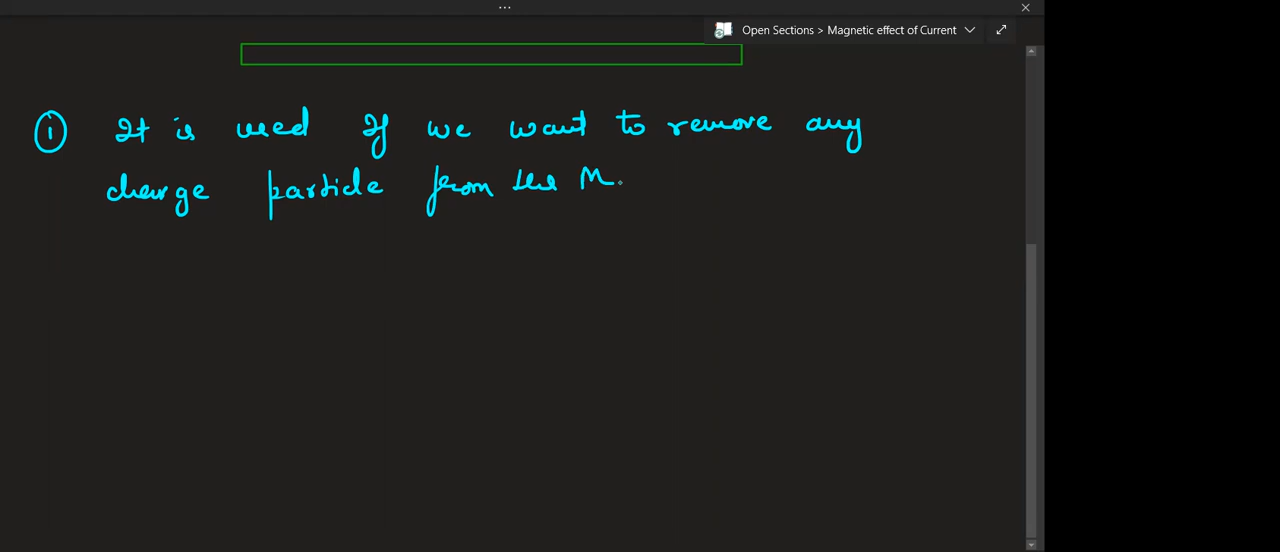 ...
Open Sections > Magnetic effect of Current
① It is used If we want to remove any
charge particle from the M.